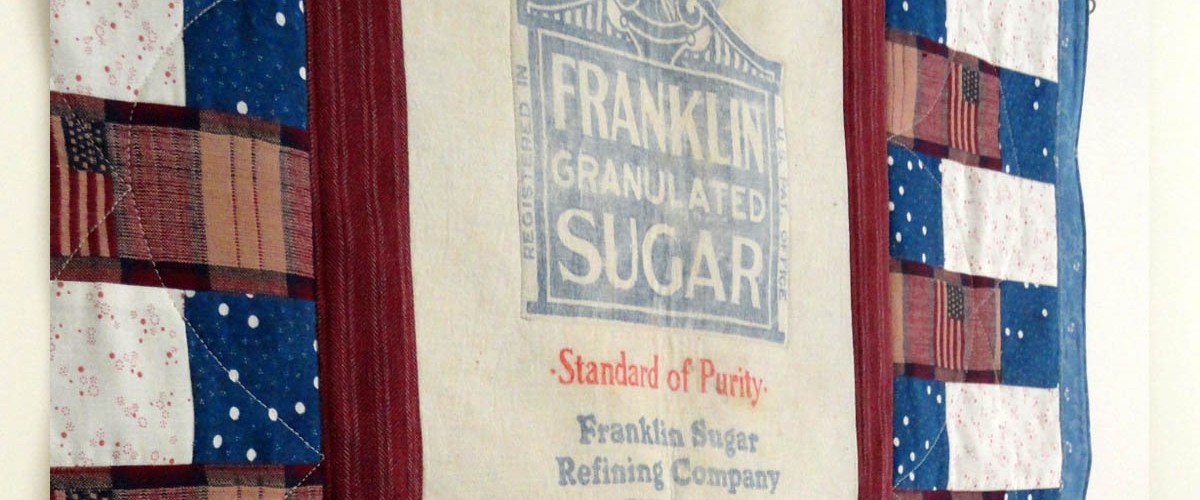 FRANKLIN
GRANULATED
SUGAR
REGISTERED IN
U.S. PAT. OFFICE
·Standard of Purity·
Franklin Sugar
Refining Company